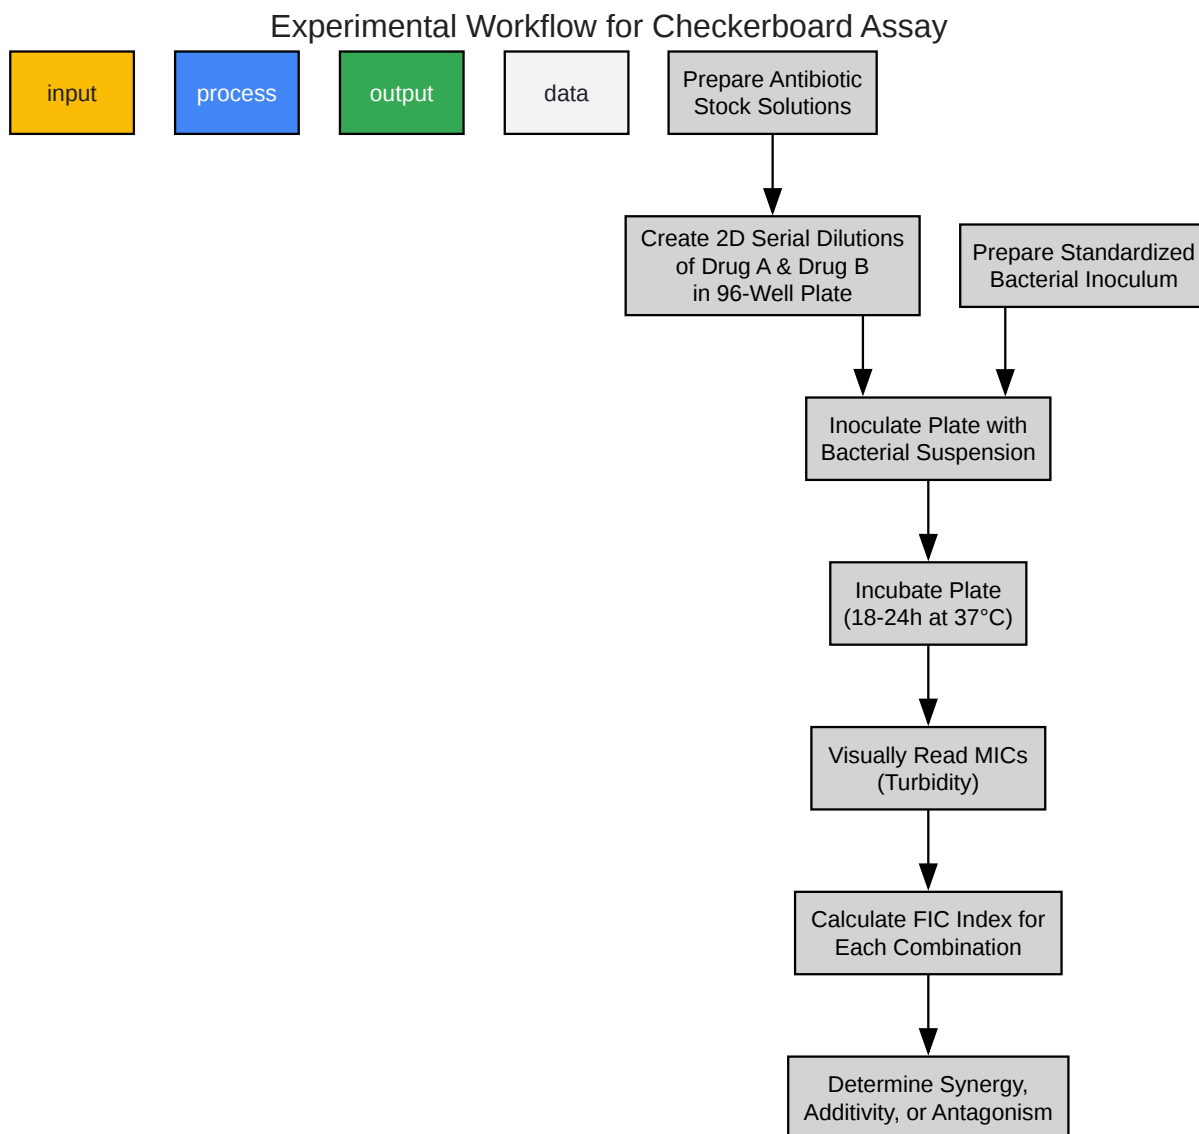 Experimental Workflow for Checkerboard Assay
input
process
output
data
Prepare Antibiotic
Stock Solutions
Create 2D Serial Dilutions
of Drug A & Drug B
in 96-Well Plate
Prepare Standardized
Bacterial Inoculum
Inoculate Plate with
Bacterial Suspension
Incubate Plate
(18-24h at 37°C)
Visually Read MICs
(Turbidity)
Calculate FIC Index for
Each Combination
Determine Synergy,
Additivity, or Antagonism